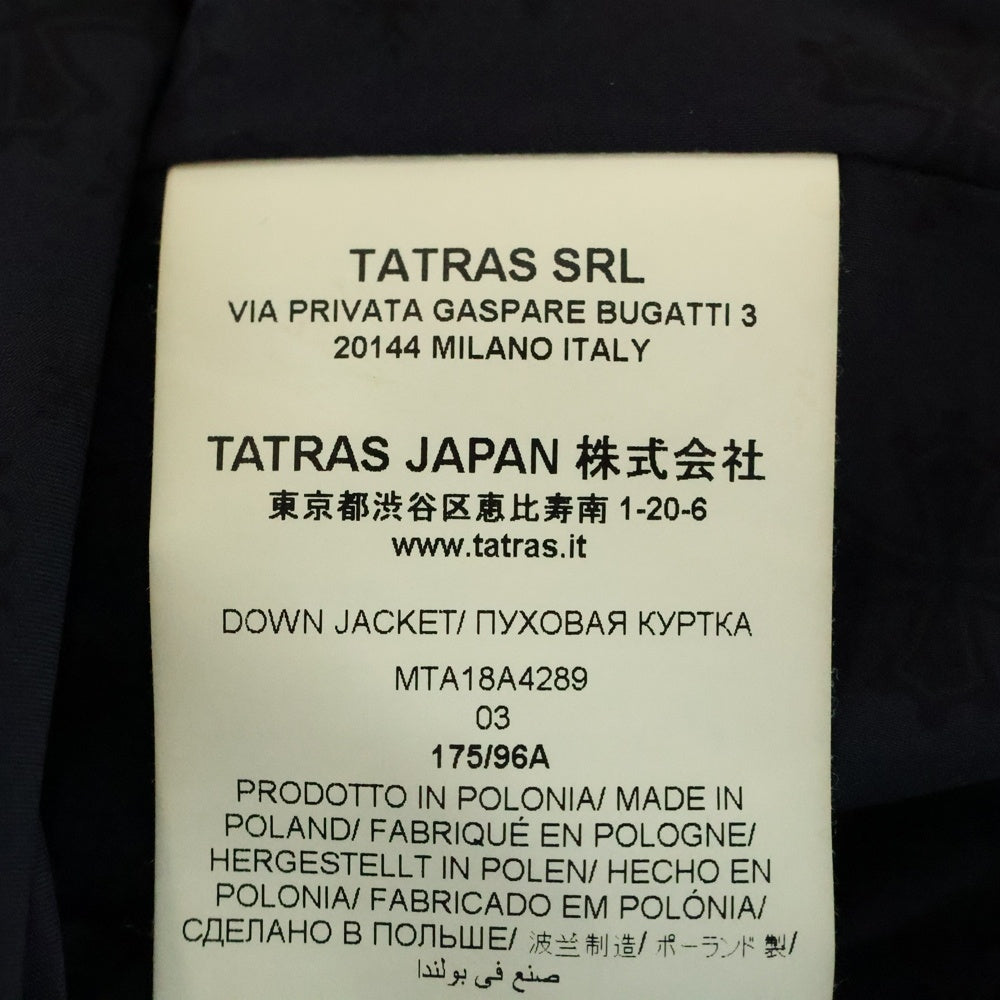 TATRAS SRL
VIA PRIVATA GASPARE BUGATTI 3
20144 MILANO ITALY
TATRAS JAPAN 株式会社
東京都渋谷区恵比寿南 1-20-6
www.tatras.it
DOWN JACKET/ ПУХОВАЯ КУРТКА
MTA18A4289
03
175/96A
PRODOTTO IN POLONIA/ MADE IN
POLAND/ FABRIQUÉ EN POLOGNE/
HERGESTELLT IN POLEN/ HECHO EN
POLONIA/ FABRICADO EM POLÓNIA/
СДЕЛАНО В ПОЛЬШЕ/ 波兰制造/ ポーランド製/
صنع في بولندا